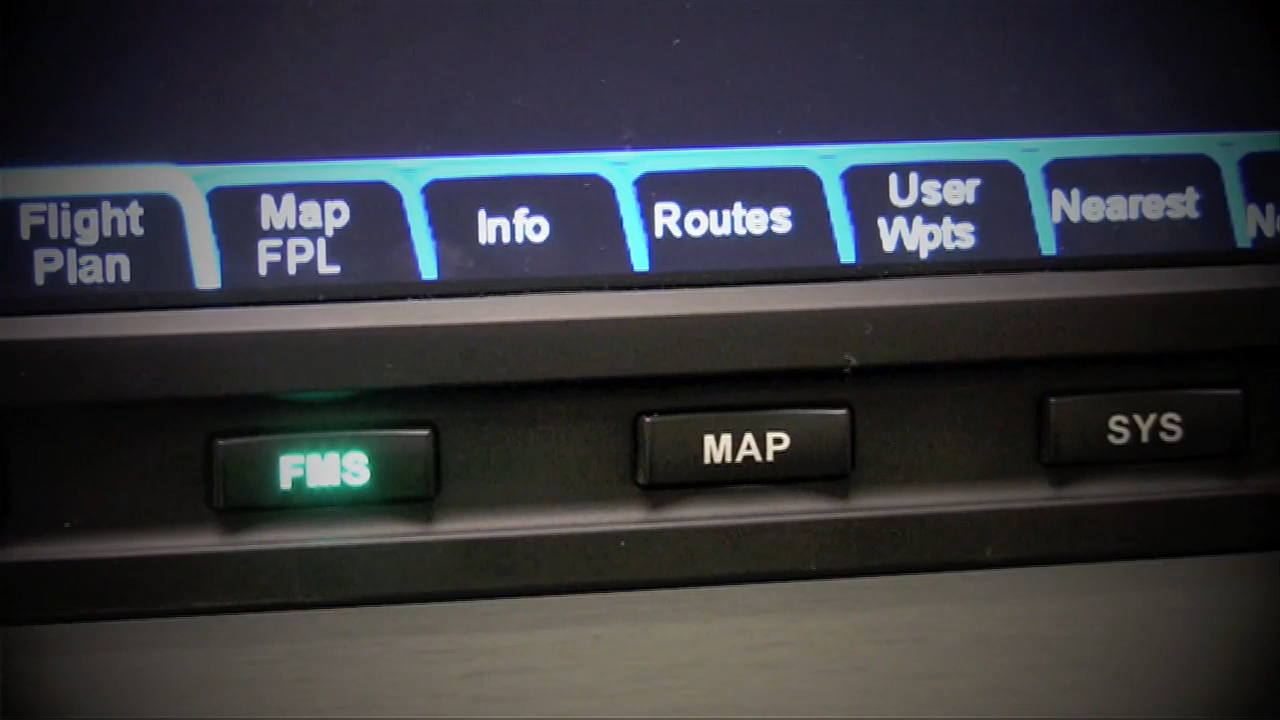 Flight
Plan
Map
FPL
Info
Routes
User
Wpts
Nearest
FMS
MAP
SYS